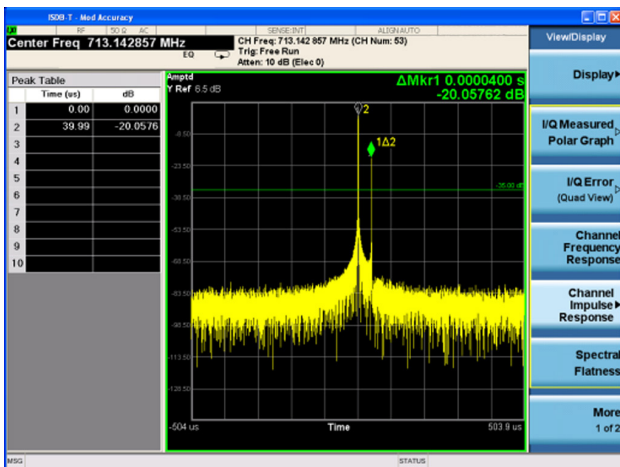 ISDB-T - Mod Accuracy
RF 50 Ω AC SENSE:INT ALIGN AUTO
Center Freq 713.142857 MHz
CH Freq: 713.142 857 MHz (CH Num: 53)
EQ Trig: Free Run
Atten: 10 dB (Elec 0)
Peak Table
Time (us) dB
1 0.00 0.0000
2 39.99 -20.0576
3
4
5
6
7
8
9
10
Amptd
Y Ref 6.5 dB
ΔMkr1 0.0000400 s
-20.05762 dB
2
1Δ2
-8.50
-23.50
-35.00 dB
-38.50
-53.50
-68.50
-83.50
-98.50
-113.50
-128.50
-504 us Time 503.9 us
View/Display
Display
I/Q Measured
Polar Graph
I/Q Error
(Quad View)
Channel
Frequency
Response
Channel
Impulse
Response
Spectral
Flatness
More
1 of 2
MSG STATUS